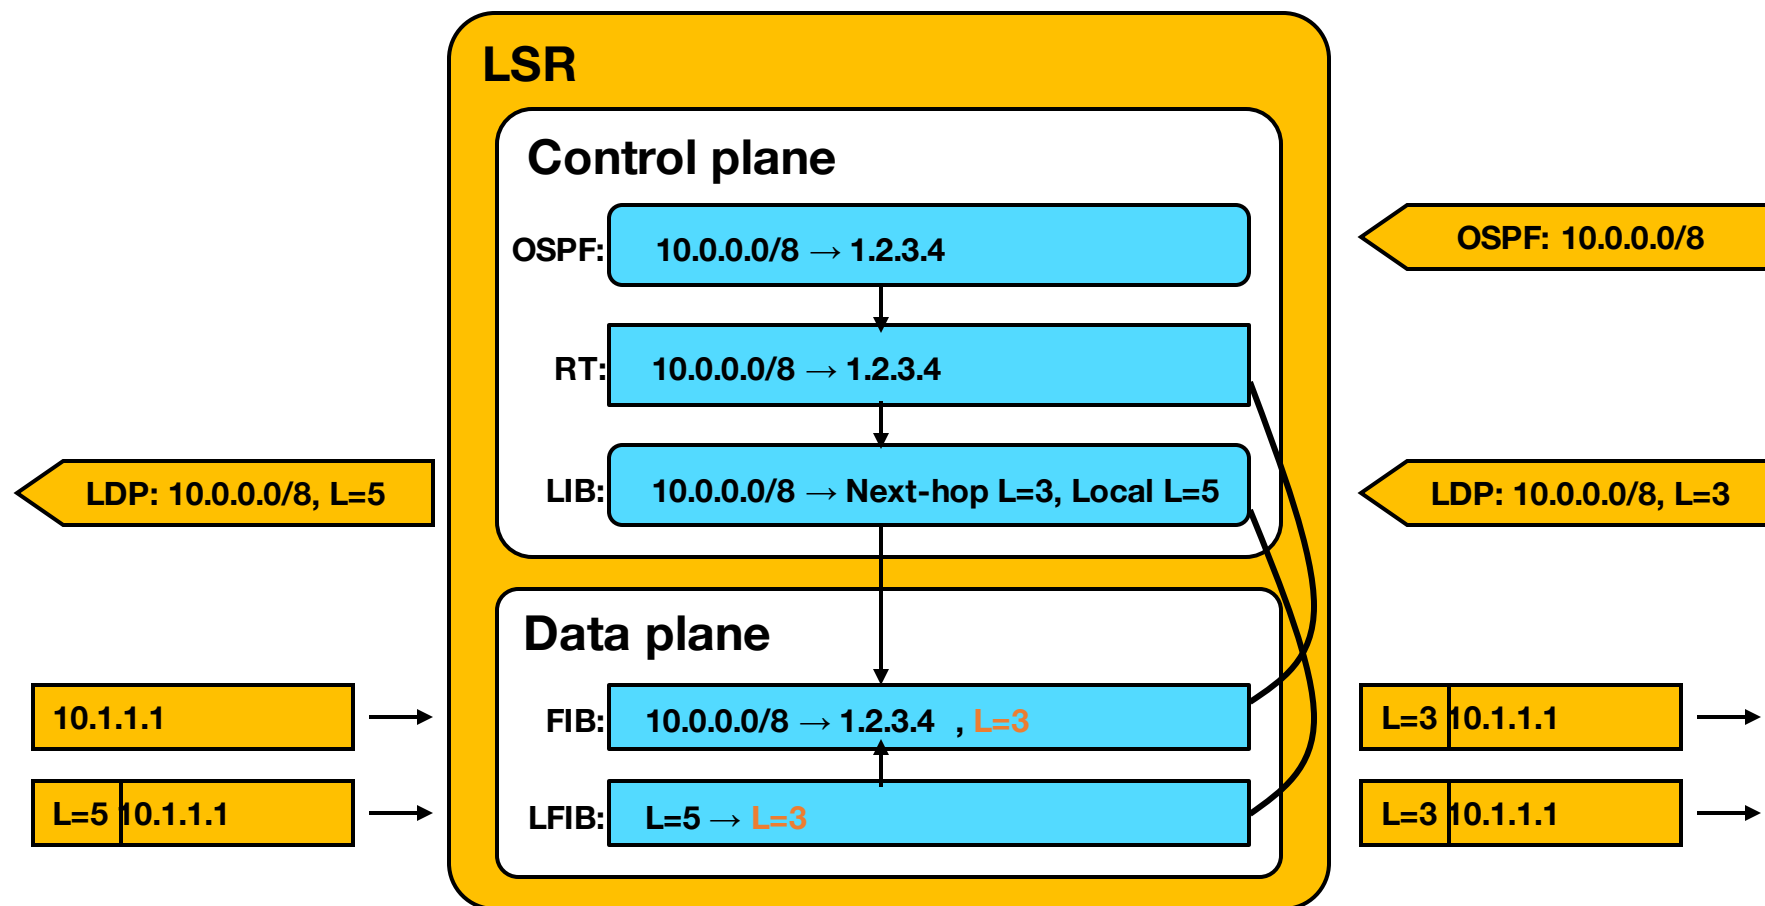 LSR
Control plane
OSPF: 10.0.0.0/8 → 1.2.3.4
OSPF: 10.0.0.0/8
RT: 10.0.0.0/8 → 1.2.3.4
LDP: 10.0.0.0/8, L=5
LIB: 10.0.0.0/8 → Next-hop L=3, Local L=5
LDP: 10.0.0.0/8, L=3
Data plane
10.1.1.1
FIB: 10.0.0.0/8 → 1.2.3.4 , L=3
L=3 10.1.1.1
L=5 10.1.1.1
LFIB: L=5 → L=3
L=3 10.1.1.1